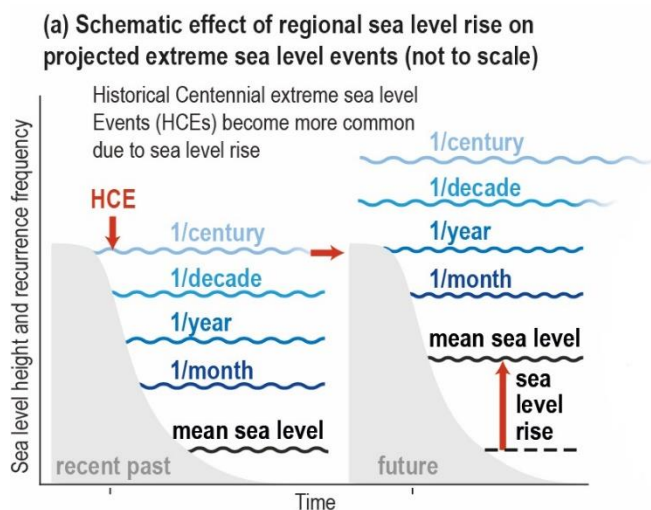 (a) Schematic effect of regional sea level rise on
projected extreme sea level events (not to scale)
Historical Centennial extreme sea level
Events (HCEs) become more common
due to sea level rise
Sea level height and recurrence frequency
HCE
1/century
1/decade
1/year
1/month
mean sea level
recent past
1/century
1/decade
1/year
1/month
mean sea level
sea
level
rise
future
Time